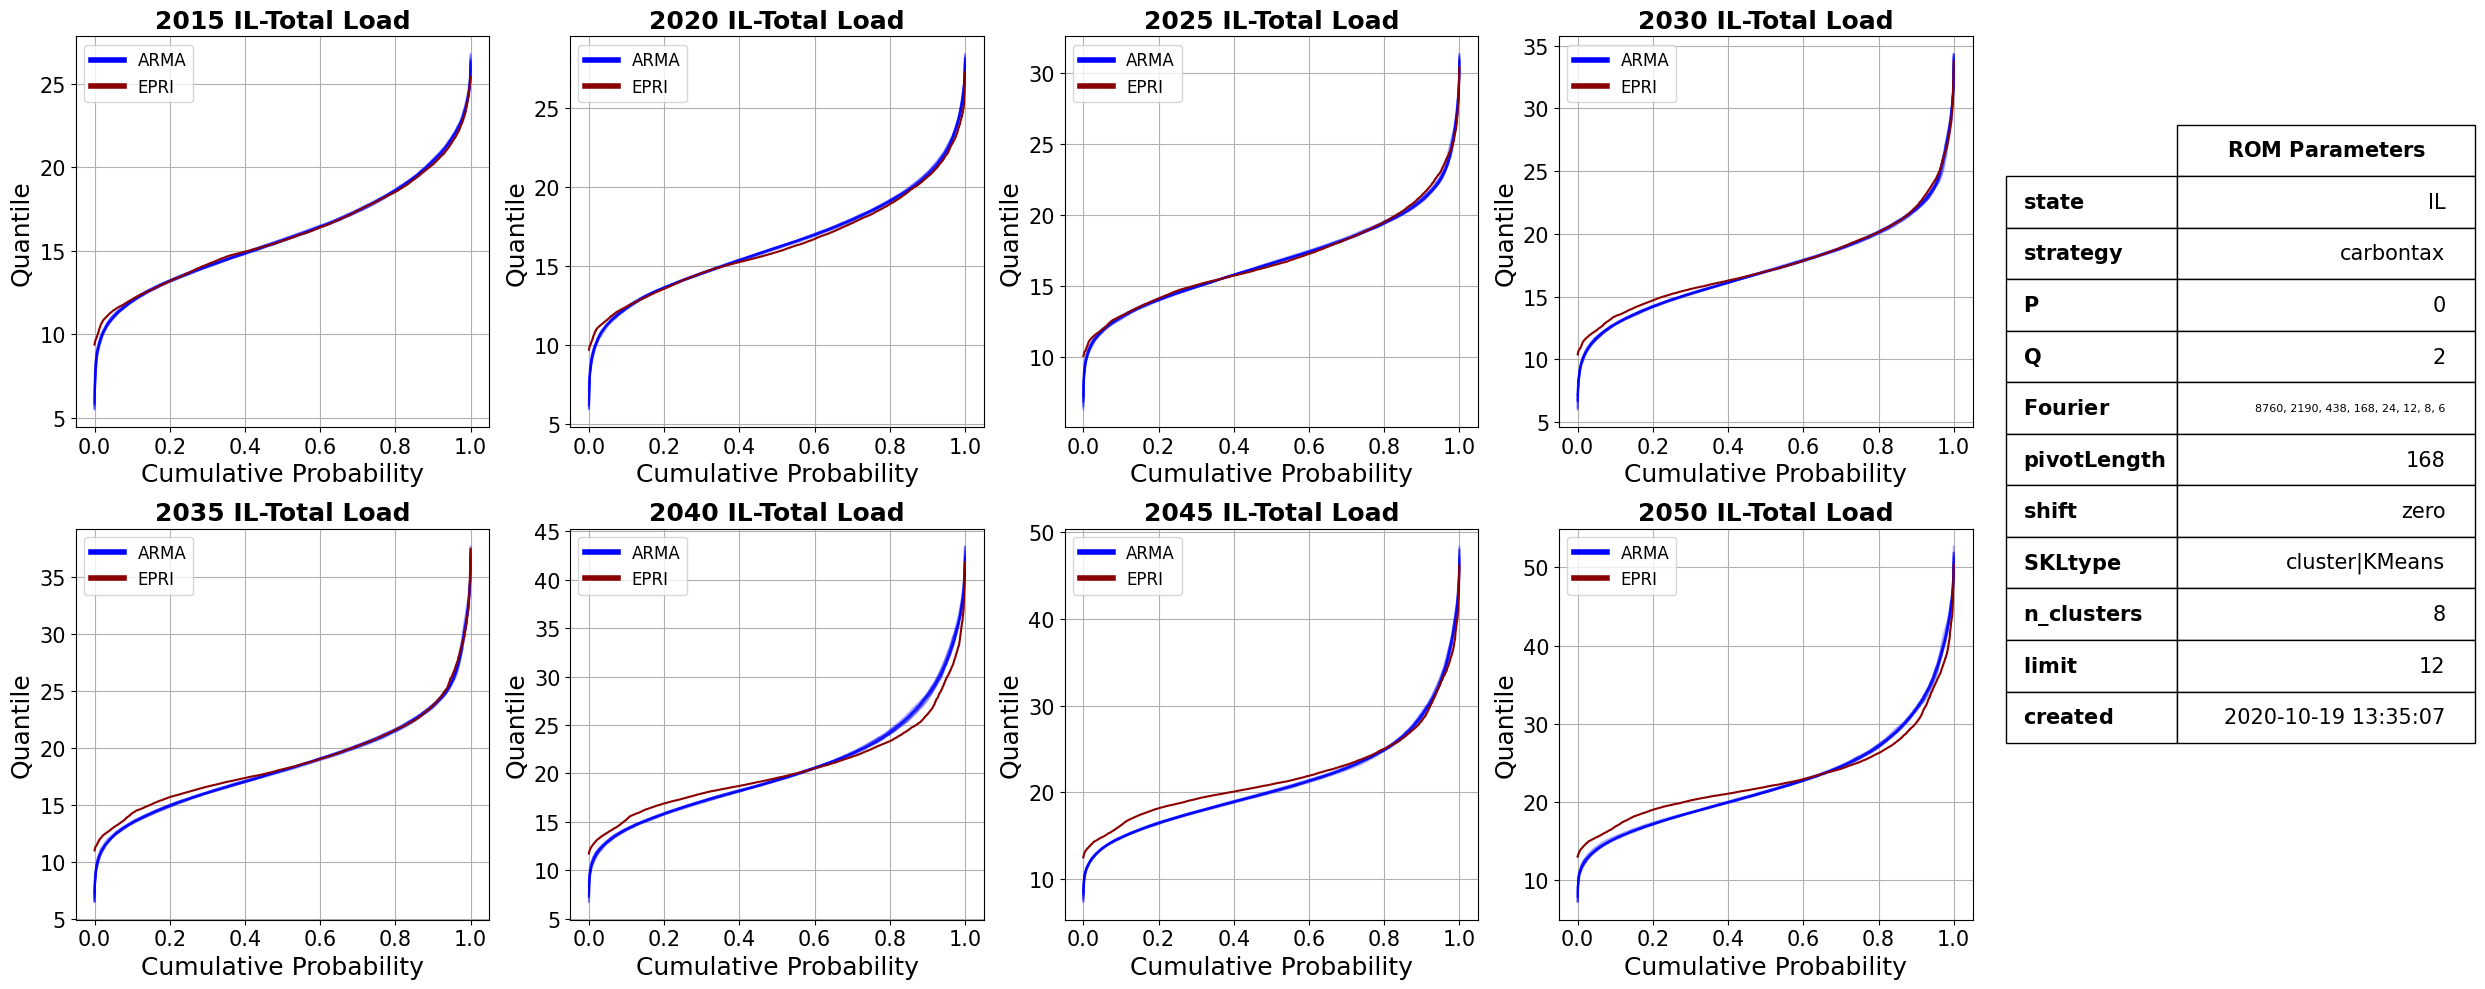 2015 IL-Total Load
ARMA
EPRI
25
20
15
10
5
Quantile
0.0 0.2 0.4 0.6 0.8 1.0
Cumulative Probability
2020 IL-Total Load
ARMA
EPRI
25
20
15
10
5
Quantile
0.0 0.2 0.4 0.6 0.8 1.0
Cumulative Probability
2025 IL-Total Load
ARMA
EPRI
30
25
20
15
10
Quantile
0.0 0.2 0.4 0.6 0.8 1.0
Cumulative Probability
2030 IL-Total Load
ARMA
EPRI
35
30
25
20
15
10
5
Quantile
0.0 0.2 0.4 0.6 0.8 1.0
Cumulative Probability
2035 IL-Total Load
ARMA
EPRI
35
30
25
20
15
10
5
Quantile
0.0 0.2 0.4 0.6 0.8 1.0
Cumulative Probability
2040 IL-Total Load
ARMA
EPRI
45
40
35
30
25
20
15
10
5
Quantile
0.0 0.2 0.4 0.6 0.8 1.0
Cumulative Probability
2045 IL-Total Load
ARMA
EPRI
50
40
30
20
10
Quantile
0.0 0.2 0.4 0.6 0.8 1.0
Cumulative Probability
2050 IL-Total Load
ARMA
EPRI
50
40
30
20
10
Quantile
0.0 0.2 0.4 0.6 0.8 1.0
Cumulative Probability
ROM Parameters
state IL
strategy carbontax
P 0
Q 2
Fourier 8760, 2190, 438, 168, 24, 12, 8, 6
pivotLength 168
shift zero
SKLtype cluster|KMeans
n_clusters 8
limit 12
created 2020-10-19 13:35:07